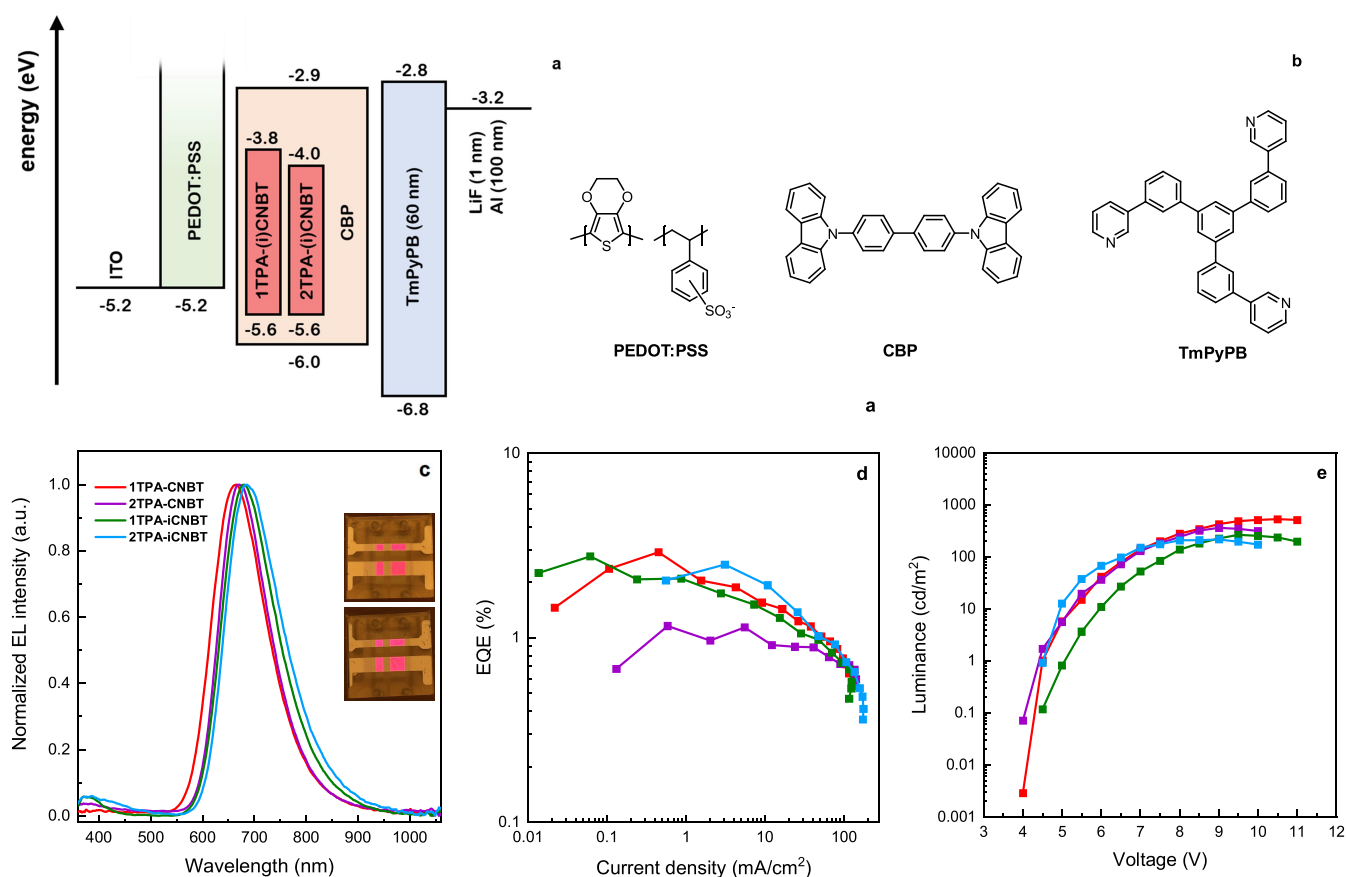 energy (eV)
ITO
-5.2
PEDOT:PSS
-5.2
-2.9
-3.8
-4.0
1TPA-(i)CNBT
2TPA-(i)CNBT
CBP
-5.6
-5.6
-6.0
-2.8
TmPyPB (60 nm)
-6.8
-3.2
LiF (1 nm)
Al (100 nm)
a
O
O
S
SO₃⁻
PEDOT:PSS
N
N
CBP
b
N
N
N
TmPyPB
a
c
1TPA-CNBT
2TPA-CNBT
1TPA-iCNBT
2TPA-iCNBT
Normalized EL intensity (a.u.)
1.0
0.8
0.6
0.4
0.2
0.0
400 500 600 700 800 900 1000
Wavelength (nm)
d
EQE (%)
10
1
0.1
0.01 0.1 1 10 100
Current density (mA/cm²)
e
Luminance (cd/m²)
10000
1000
100
10
1
0.1
0.01
0.001
3 4 5 6 7 8 9 10 11 12
Voltage (V)